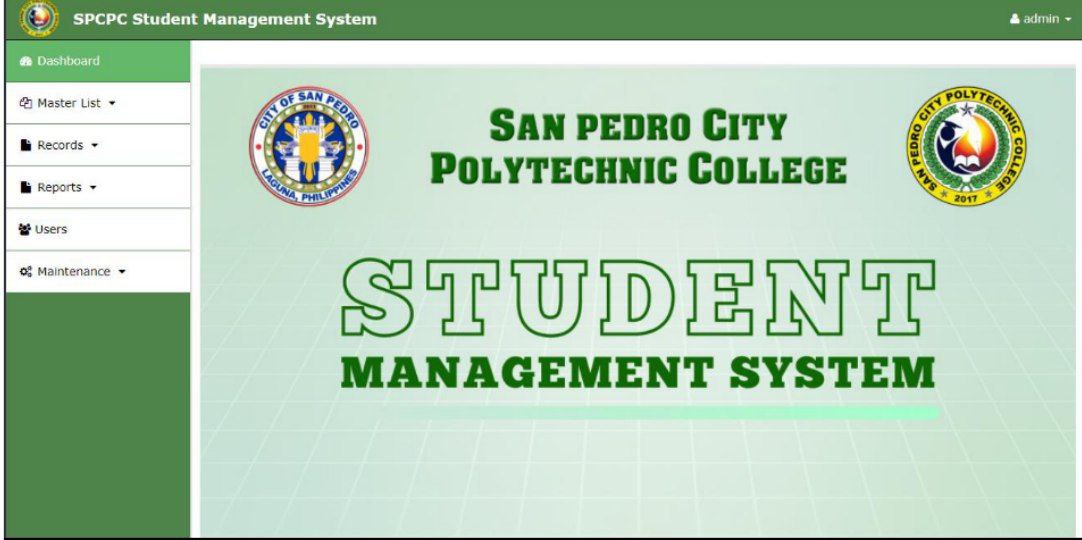 SPCPC Student Management System
admin
Dashboard
Master List
Records
Reports
Users
Maintenance
CITY OF SAN PEDRO
LAGUNA, PHILIPPINES
SAN PEDRO CITY
POLYTECHNIC COLLEGE
SAN PEDRO CITY POLYTECHNIC COLLEGE
2017
STUDENT
MANAGEMENT SYSTEM